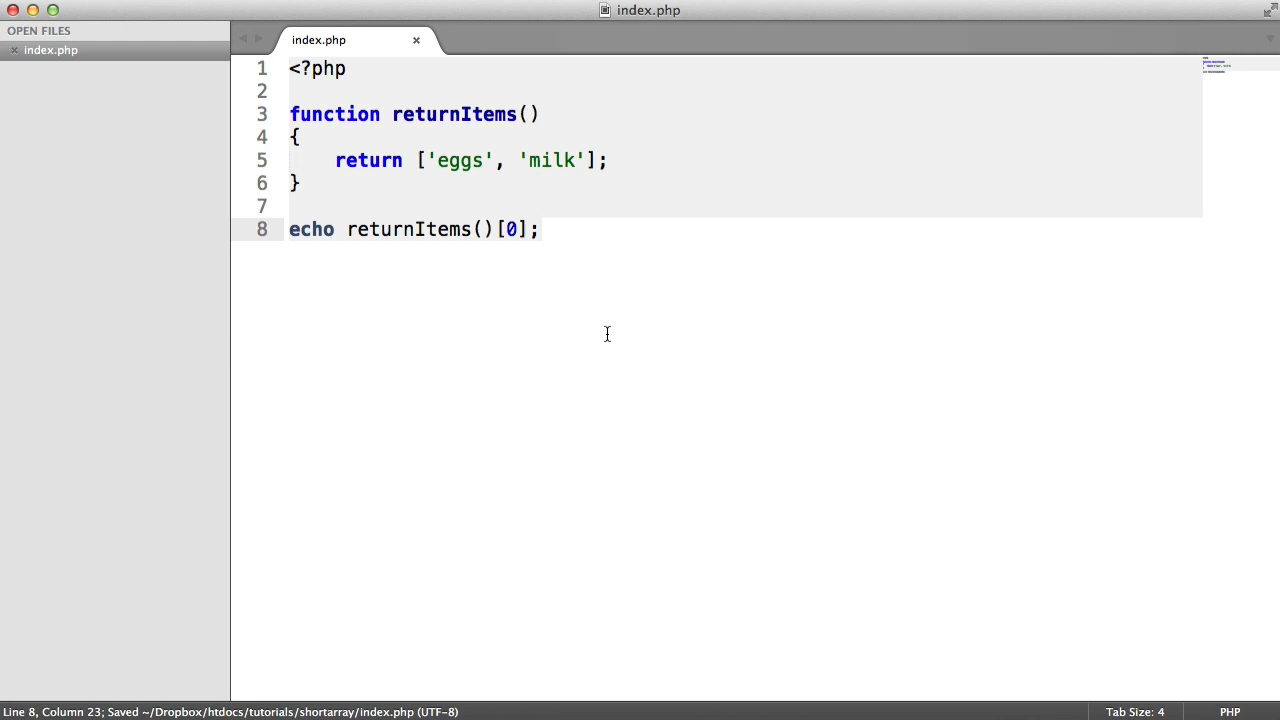 index.php
OPEN FILES
× index.php
index.php ×
1 <?php
2
3 function returnItems()
4 {
5     return ['eggs', 'milk'];
6 }
7
8 echo returnItems()[0];
Line 8, Column 23; Saved ~/Dropbox/htdocs/tutorials/shortarray/index.php (UTF-8) Tab Size: 4 PHP